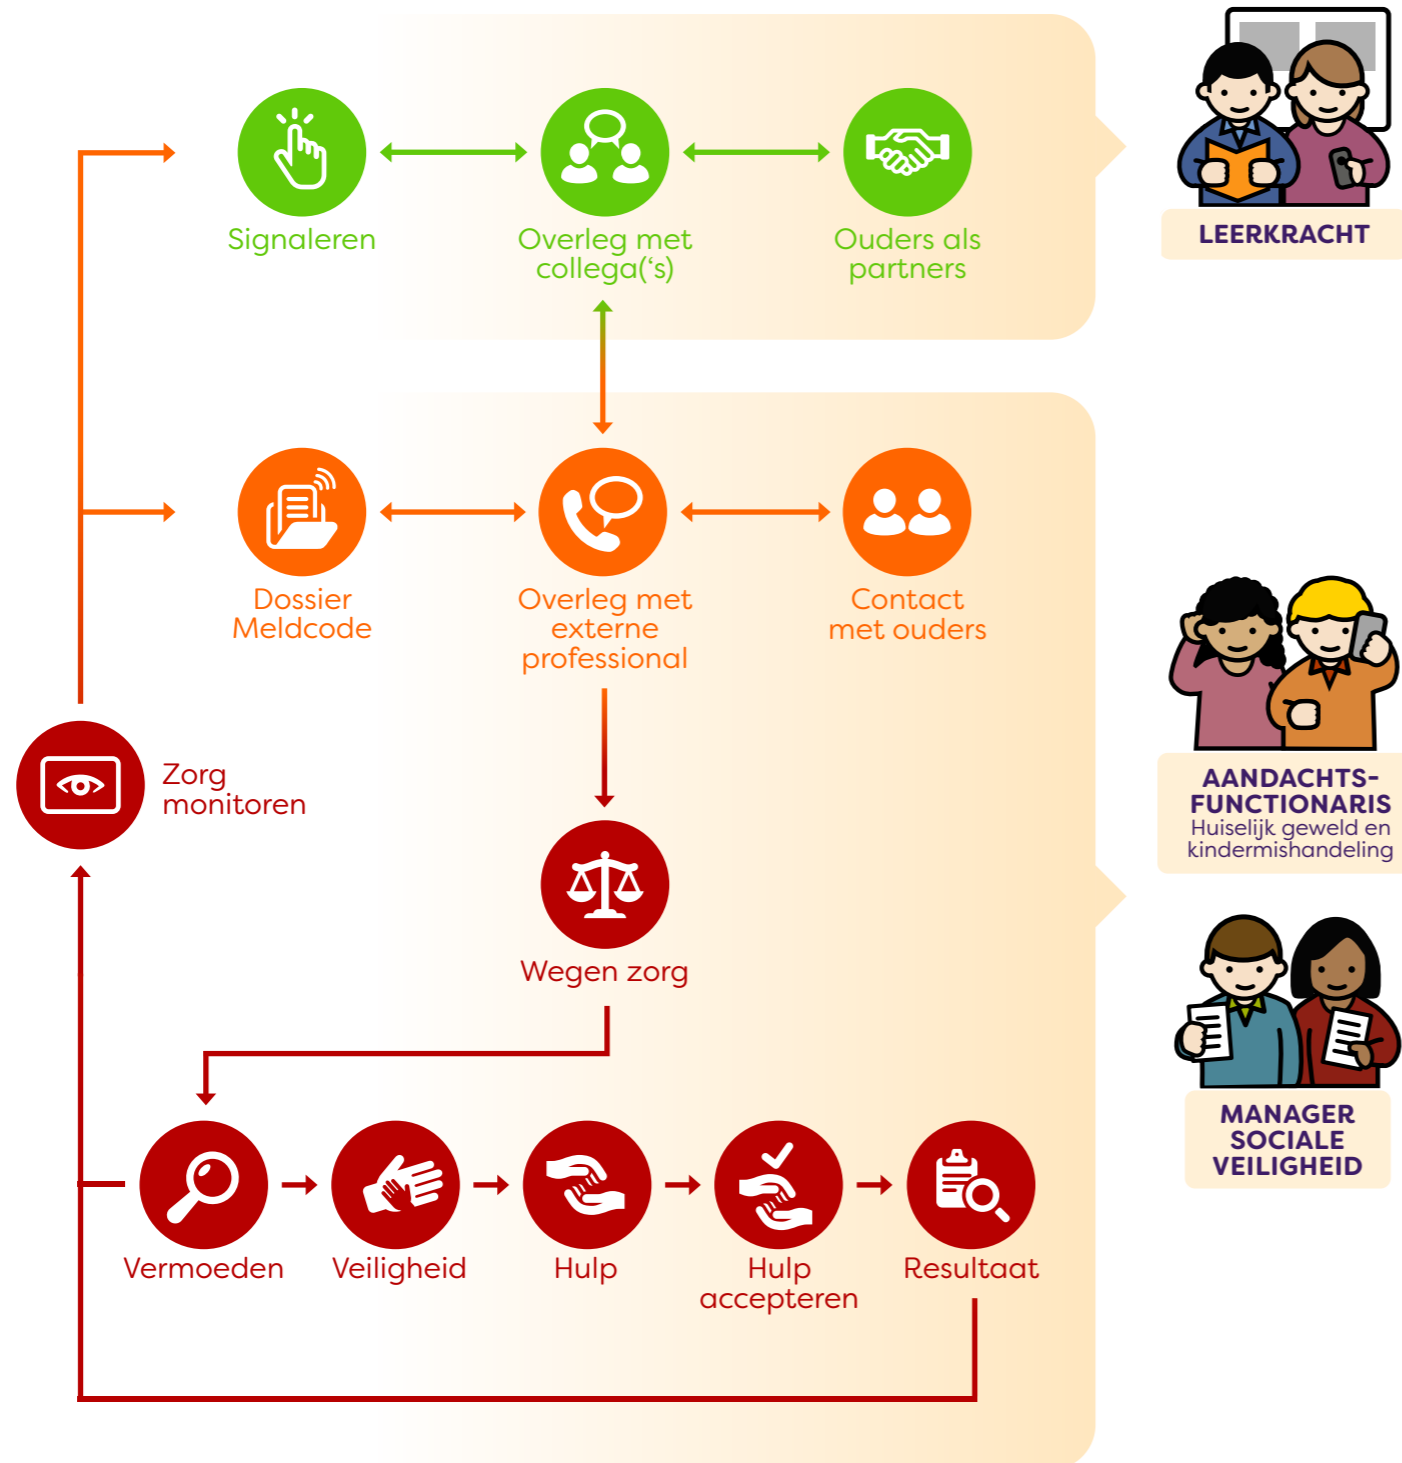 Signaleren
Overleg met
collega(‘s)
Ouders als
partners
LEERKRACHT
Dossier
Meldcode
Overleg met
externe
professional
Contact
met ouders
Zorg
monitoren
AANDACHTS-
FUNCTIONARIS
Huiselijk geweld en
kindermishandeling
Wegen zorg
MANAGER
SOCIALE
VEILIGHEID
Vermoeden
Veiligheid
Hulp
Hulp
accepteren
Resultaat